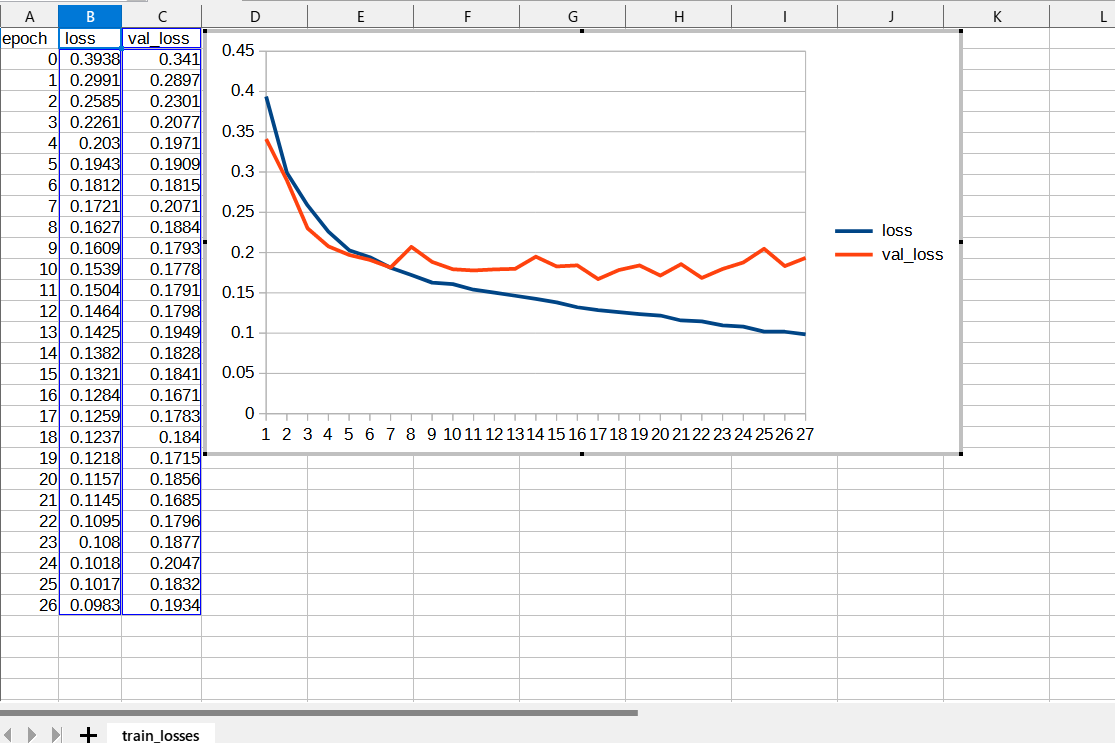 A B C D E F G H I J K L
epoch loss val_loss
0 0.3938 0.341
1 0.2991 0.2897
2 0.2585 0.2301
3 0.2261 0.2077
4 0.203 0.1971
5 0.1943 0.1909
6 0.1812 0.1815
7 0.1721 0.2071
8 0.1627 0.1884
9 0.1609 0.1793
10 0.1539 0.1778
11 0.1504 0.1791
12 0.1464 0.1798
13 0.1425 0.1949
14 0.1382 0.1828
15 0.1321 0.1841
16 0.1284 0.1671
17 0.1259 0.1783
18 0.1237 0.184
19 0.1218 0.1715
20 0.1157 0.1856
21 0.1145 0.1685
22 0.1095 0.1796
23 0.108 0.1877
24 0.1018 0.2047
25 0.1017 0.1832
26 0.0983 0.1934
0.45
0.4
0.35
0.3
0.25
0.2
0.15
0.1
0.05
0
1 2 3 4 5 6 7 8 9 10 11 12 13 14 15 16 17 18 19 20 21 22 23 24 25 26 27
loss
val_loss
train_losses